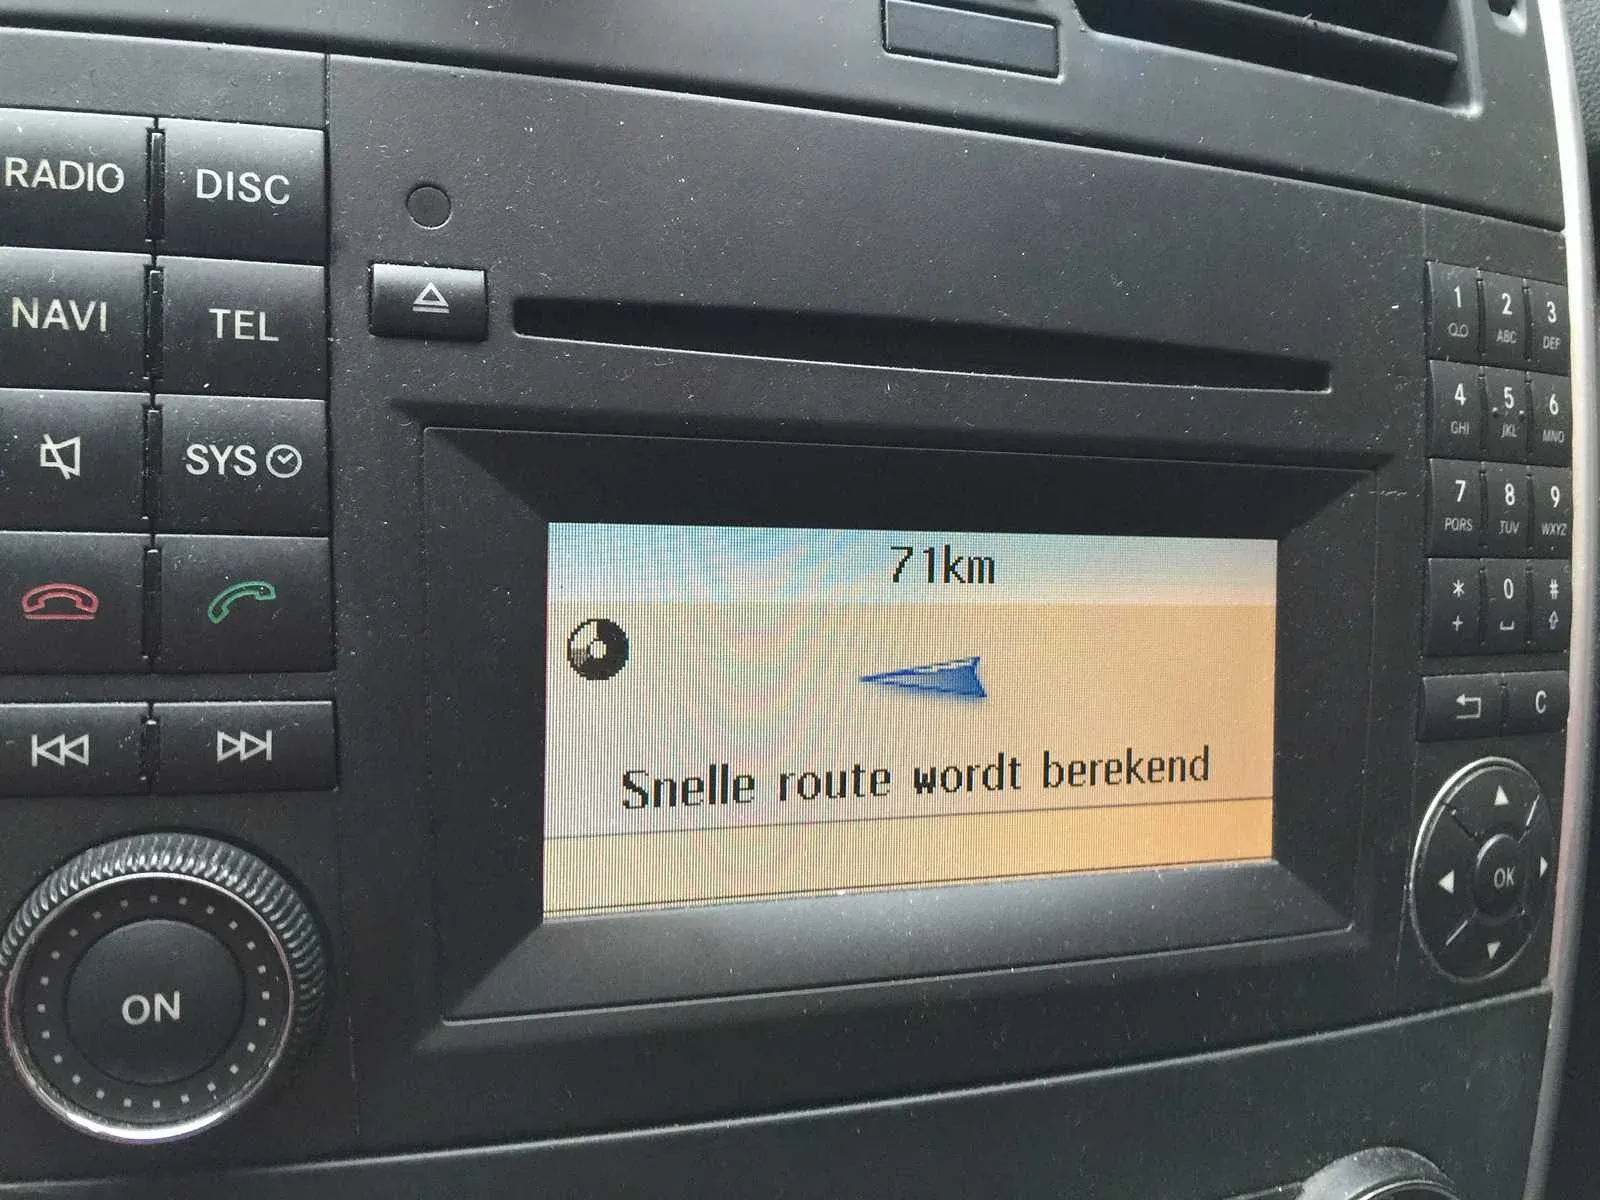 RADIO
DISC
NAVI
TEL
SYS
ON
71km
Snelle route wordt berekend
1
2 ABC
3 DEF
4 GHI
5 JKL
6 MNO
7 PQRS
8 TUV
9 WXYZ
* +
0
#
C
OK